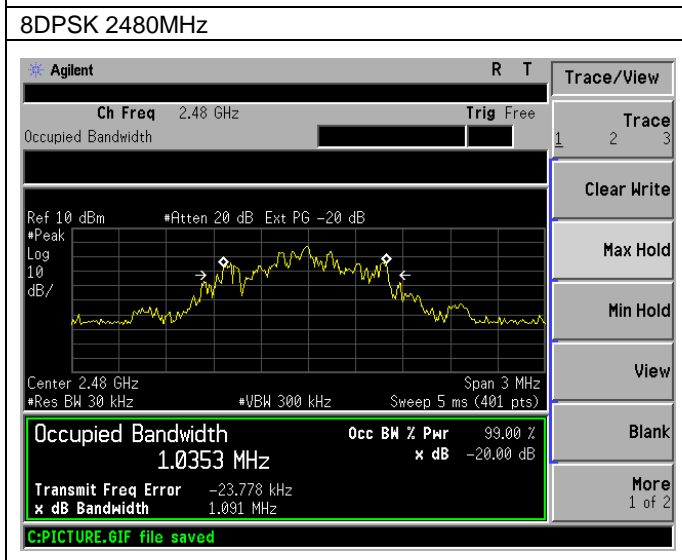 8DPSK 2480MHz
Agilent R T
Trace/View
Ch Freq 2.48 GHz Trig Free
Occupied Bandwidth
Trace
1 2 3
Clear Write
Ref 10 dBm #Atten 20 dB Ext PG -20 dB
#Peak
Log
10
dB/
Max Hold
Min Hold
View
Center 2.48 GHz Span 3 MHz
#Res BW 30 kHz #VBW 300 kHz Sweep 5 ms (401 pts)
Occupied Bandwidth Occ BW % Pwr 99.00 %
1.0353 MHz x dB -20.00 dB
Blank
Transmit Freq Error -23.778 kHz
x dB Bandwidth 1.091 MHz
More
1 of 2
C:PICTURE.GIF file saved